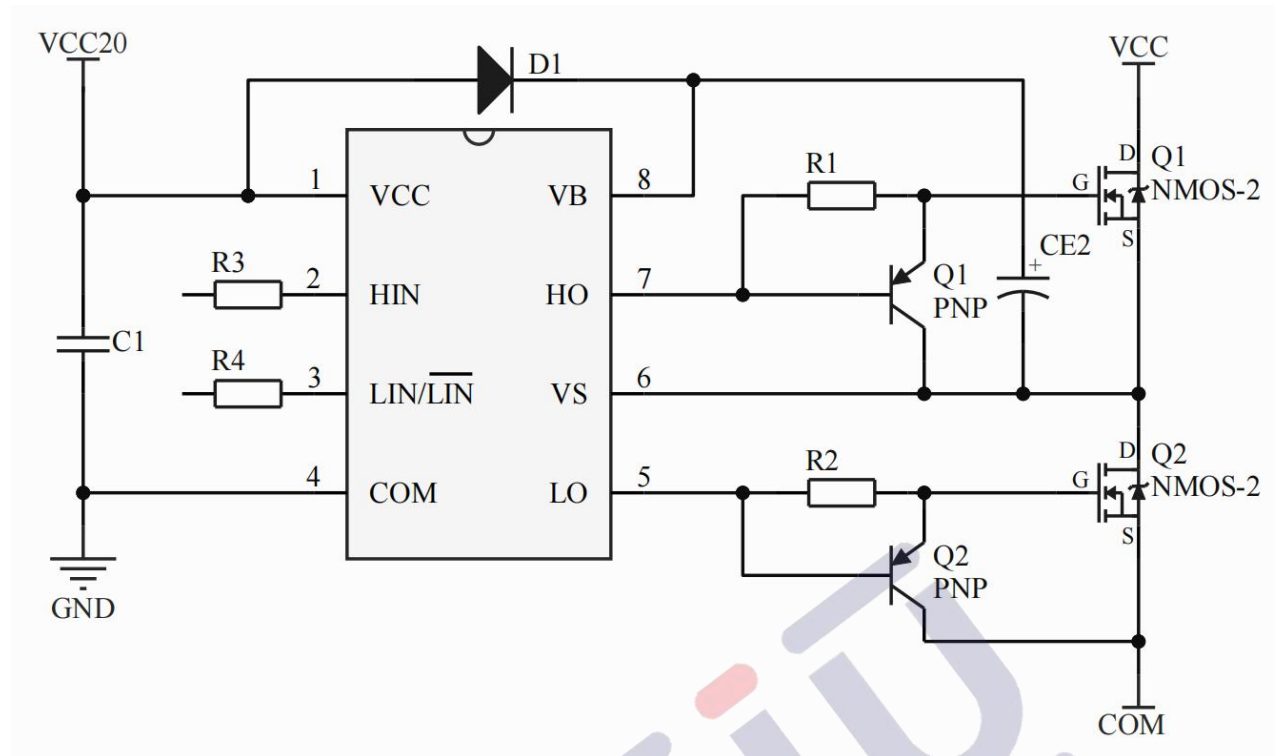 VCC20
D1
VCC
1
VCC
VB
8
R1
D
Q1
G
NMOS-2
S
R3
2
HIN
HO
7
Q1
PNP
+
CE2
C1
R4
3
LIN/L̅I̅N̅
VS
6
4
COM
LO
5
R2
D
Q2
G
NMOS-2
S
Q2
PNP
GND
COM